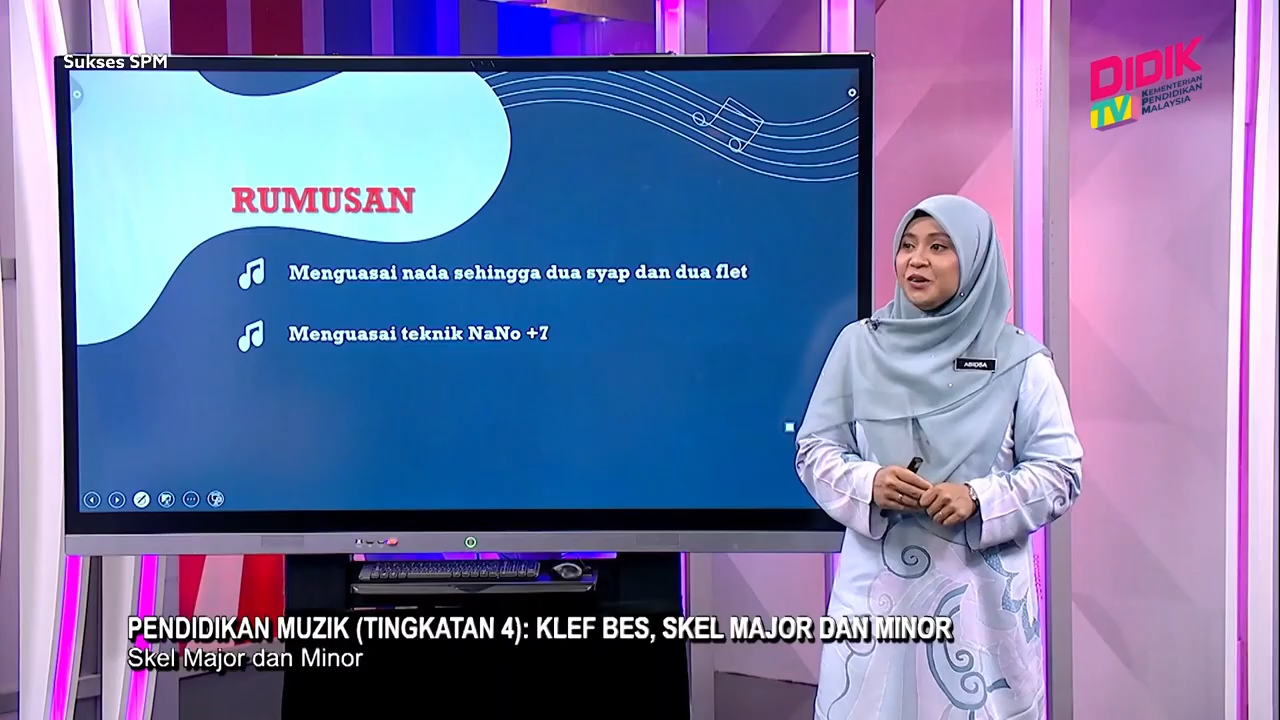 Sukses SPM
DIDIK
TV
KEMENTERIAN
PENDIDIKAN
MALAYSIA
RUMUSAN
Menguasai nada sehingga dua syap dan dua flet
Menguasai teknik NaNo +7
ABIDSA
PENDIDIKAN MUZIK (TINGKATAN 4): KLEF BES, SKEL MAJOR DAN MINOR
Skel Major dan Minor